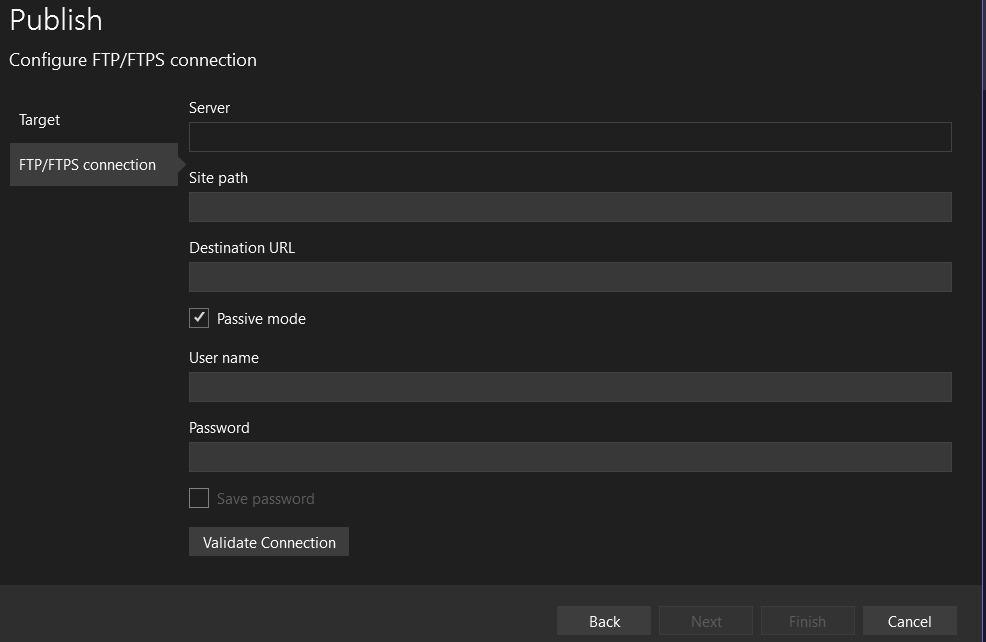 Publish
Configure FTP/FTPS connection
Target
FTP/FTPS connection
Server
Site path
Destination URL
Passive mode
User name
Password
Save password
Validate Connection
Back
Next
Finish
Cancel